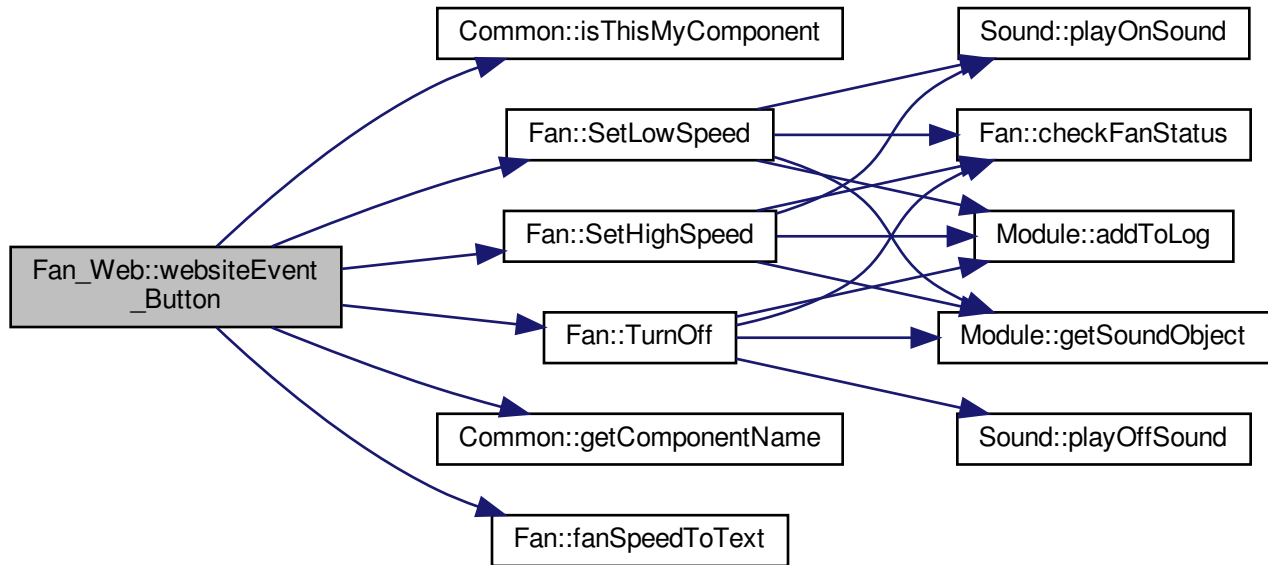 Fan_Web::websiteEvent
_Button
Common::isThisMyComponent
Fan::SetLowSpeed
Fan::SetHighSpeed
Fan::TurnOff
Common::getComponentName
Fan::fanSpeedToText
Sound::playOnSound
Fan::checkFanStatus
Module::addToLog
Module::getSoundObject
Sound::playOffSound